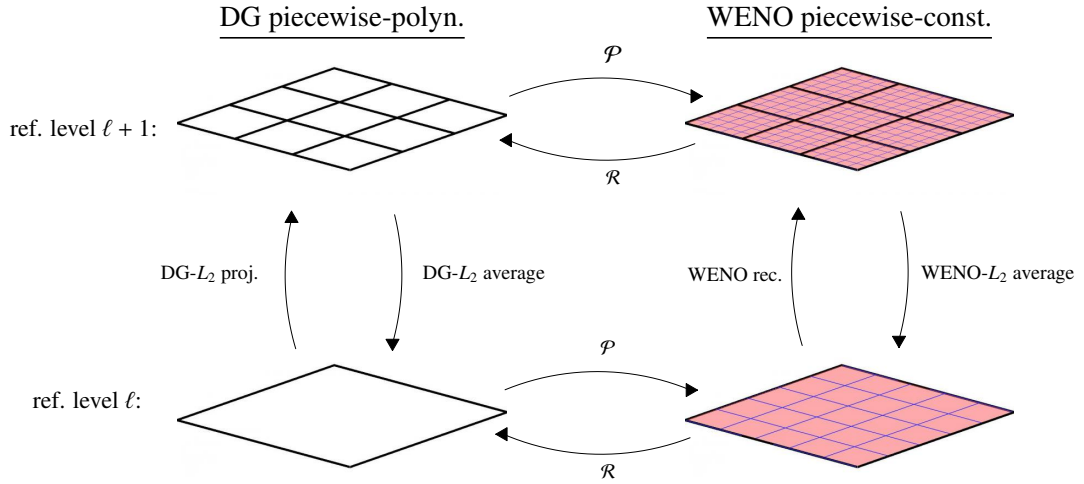 DG piecewise-polyn. WENO piecewise-const.
𝒫
ref. level ℓ + 1:
ℛ
DG-L₂ proj. DG-L₂ average WENO rec. WENO-L₂ average
𝒫
ref. level ℓ:
ℛ